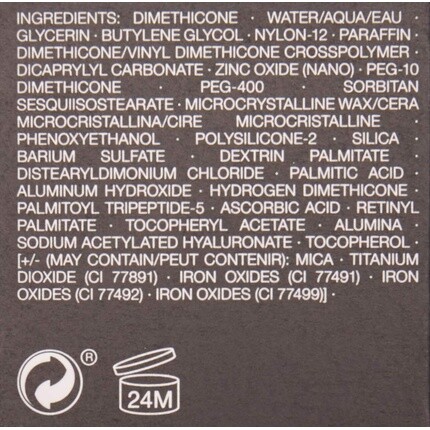 INGREDIENTS: DIMETHICONE · WATER/AQUA/EAU ·
GLYCERIN · BUTYLENE GLYCOL · NYLON-12 · PARAFFIN ·
DIMETHICONE/VINYL DIMETHICONE CROSSPOLYMER ·
DICAPRYLYL CARBONATE · ZINC OXIDE (NANO) · PEG-10
DIMETHICONE · PEG-400 · SORBITAN
SESQUIISOSTEARATE · MICROCRYSTALLINE WAX/CERA
MICROCRISTALLINA/CIRE MICROCRISTALLINE ·
PHENOXYETHANOL · POLYSILICONE-2 · SILICA ·
BARIUM SULFATE · DEXTRIN PALMITATE ·
DISTEARYLDIMONIUM CHLORIDE · PALMITIC ACID ·
ALUMINUM HYDROXIDE · HYDROGEN DIMETHICONE ·
PALMITOYL TRIPEPTIDE-5 · ASCORBIC ACID · RETINYL
PALMITATE · TOCOPHERYL ACETATE · ALUMINA ·
SODIUM ACETYLATED HYALURONATE · TOCOPHEROL ·
[+/- (MAY CONTAIN/PEUT CONTENIR): MICA · TITANIUM
DIOXIDE (CI 77891) · IRON OXIDES (CI 77491) · IRON
OXIDES (CI 77492) · IRON OXIDES (CI 77499)] ·
®
24M